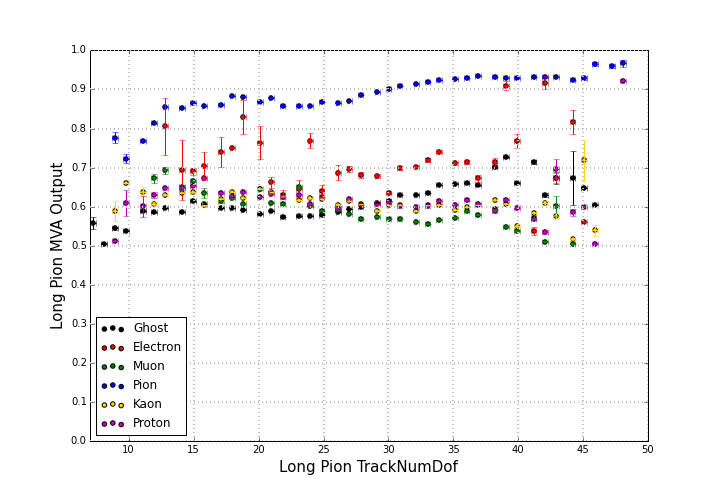 1.0
0.9
0.8
0.7
0.6
0.5
0.4
0.3
0.2
0.1
0.0
Long Pion MVA Output
Ghost
Electron
Muon
Pion
Kaon
Proton
10 15 20 25 30 35 40 45 50
Long Pion TrackNumDof